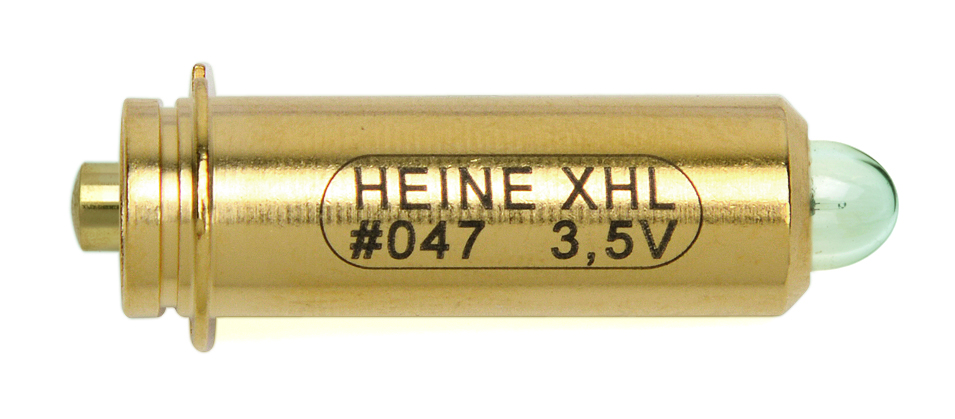 HEINE XHL
#047 3,5V